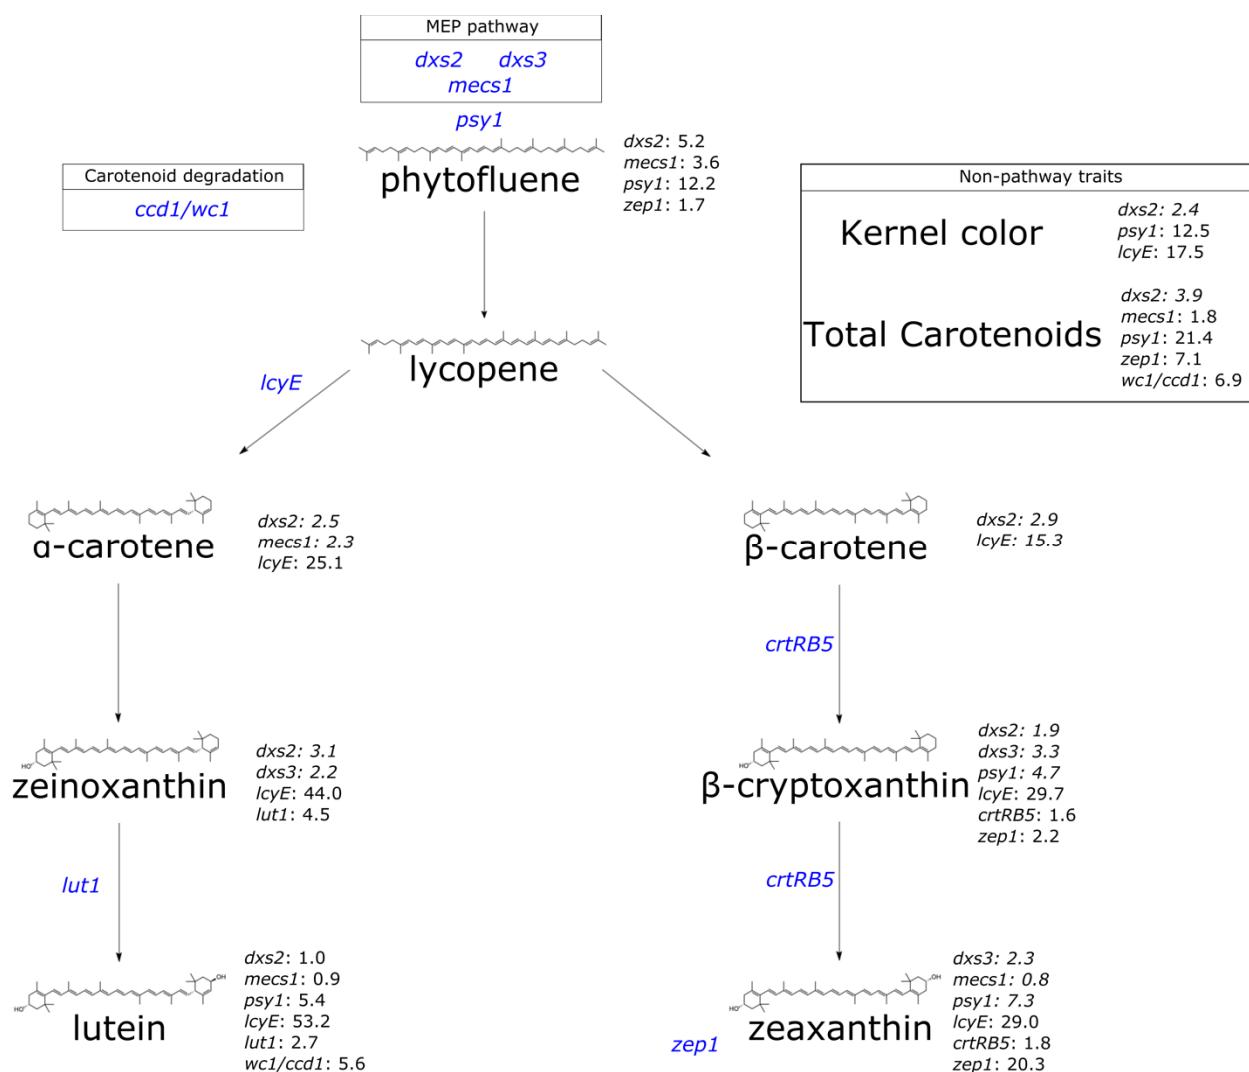 MEP pathway
dxs2 dxs3
mecs1
psy1
phytofluene
dxs2: 5.2
mecs1: 3.6
psy1: 12.2
zep1: 1.7
Carotenoid degradation
ccd1/wc1
Non-pathway traits
Kernel color
dxs2: 2.4
psy1: 12.5
lcyE: 17.5
Total Carotenoids
dxs2: 3.9
mecs1: 1.8
psy1: 21.4
zep1: 7.1
wc1/ccd1: 6.9
lycopene
lcyE
α-carotene
dxs2: 2.5
mecs1: 2.3
lcyE: 25.1
β-carotene
dxs2: 2.9
lcyE: 15.3
crtRB5
HO
zeinoxanthin
dxs2: 3.1
dxs3: 2.2
lcyE: 44.0
lut1: 4.5
HO
β-cryptoxanthin
dxs2: 1.9
dxs3: 3.3
psy1: 4.7
lcyE: 29.7
crtRB5: 1.6
zep1: 2.2
lut1
crtRB5
OH
HO
lutein
dxs2: 1.0
mecs1: 0.9
psy1: 5.4
lcyE: 53.2
lut1: 2.7
wc1/ccd1: 5.6
zep1
OH
HO
zeaxanthin
dxs3: 2.3
mecs1: 0.8
psy1: 7.3
lcyE: 29.0
crtRB5: 1.8
zep1: 20.3